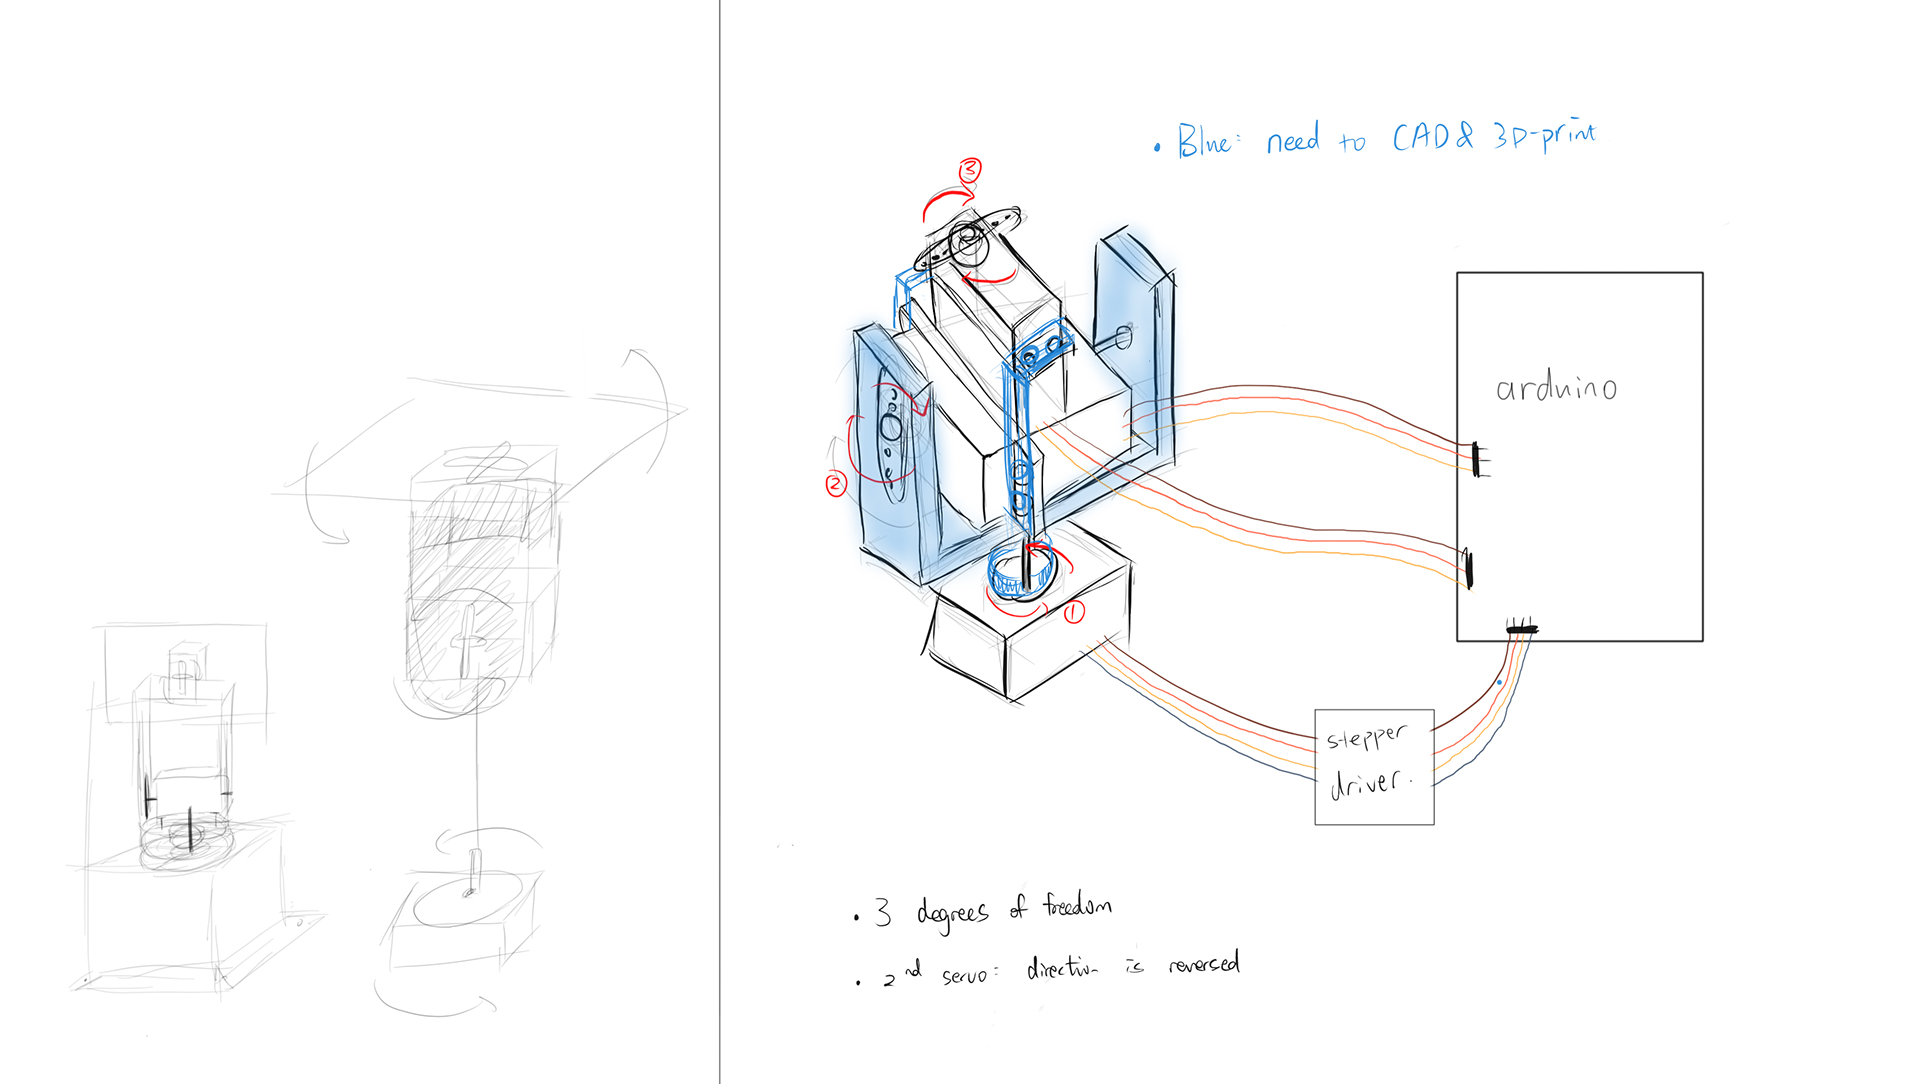 • Blue: need to CAD & 3D-print
③
arduino
②
①
stepper
driver.
• 3 degrees of freedom
• 2nd servo: direction is reversed